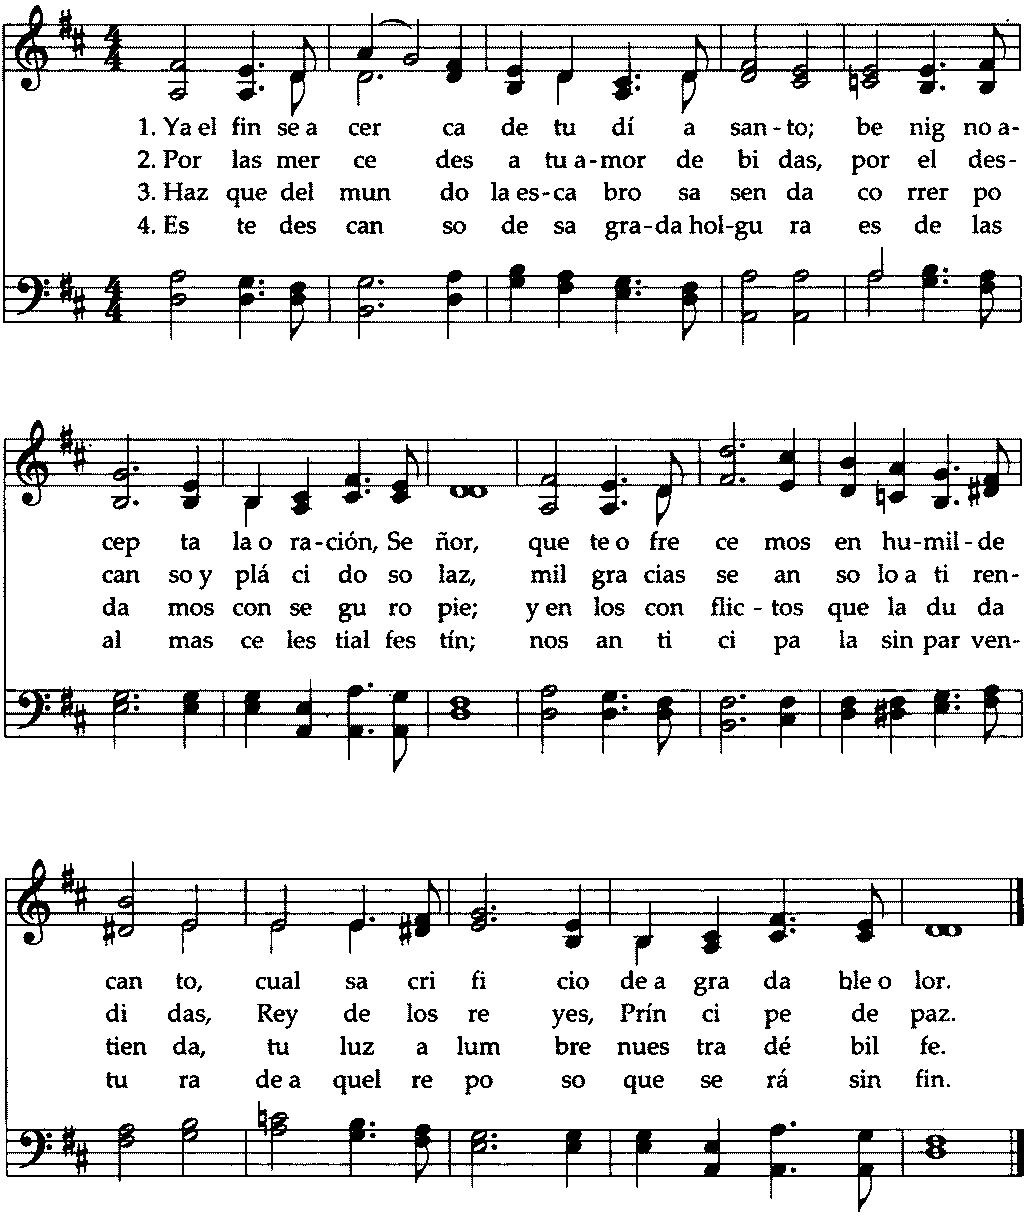 4
4
1. Ya el fin se a cer ca de tu dí a san - to; be nig no a-
2. Por las mer ce des a tu a-mor de bi das, por el des-
3. Haz que del mun do la es-ca bro sa sen da co rrer po
4. Es te des can so de sa gra-da hol-gu ra es de las
4
4
cep ta la o ra-ción, Se ñor, que te o fre ce mos en hu-mil-de
can so y plá ci do so laz, mil gra cias se an so lo a ti ren-
da mos con se gu ro pie; y en los con flic - tos que la du da
al mas ce les tial fes tín; nos an ti ci pa la sin par ven-
can to, cual sa cri fi cio de a gra da ble o lor.
di das, Rey de los re yes, Prín ci pe de paz.
tien da, tu luz a lum bre nues tra dé bil fe.
tu ra de a quel re po so que se rá sin fin.